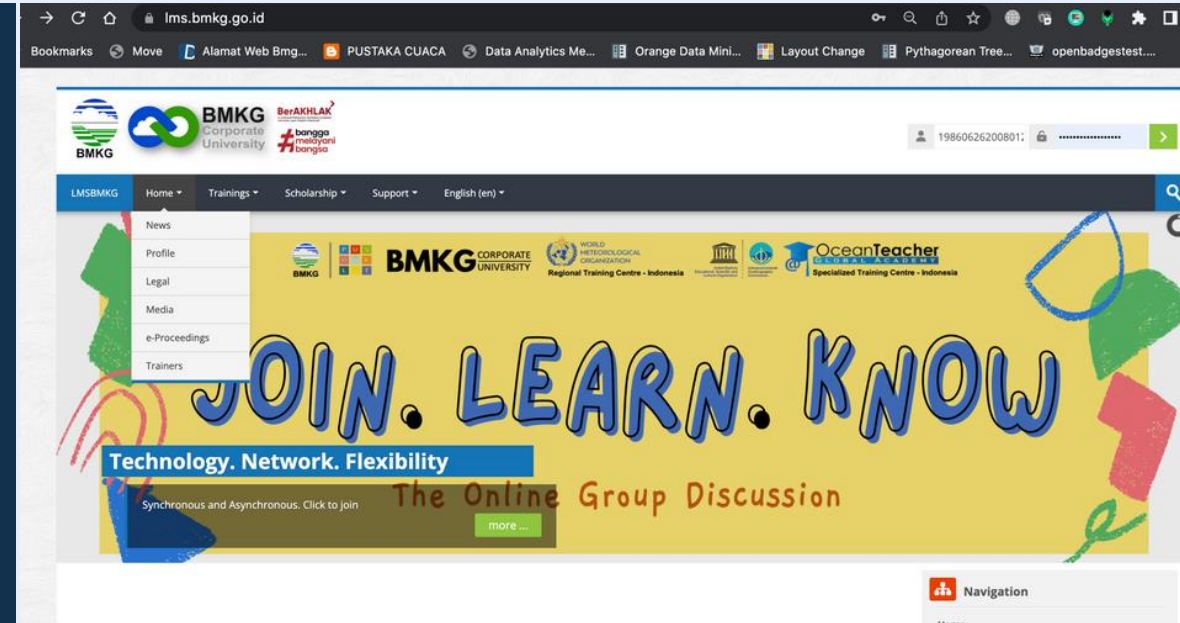 lms.bmkg.go.id
Bookmarks Move Alamat Web Bmg... PUSTAKA CUACA Data Analytics Me... Orange Data Mini... Layout Change Pythagorean Tree... openbadgestest....
BMKG
BMKG
Corporate
University
BerAKHLAK
bangga
melayani
bangsa
198606262008012
LMSBMKG Home Trainings Scholarship Support English (en)
News
Profile
Legal
Media
e-Proceedings
Trainers
BMKG
BMKG CORPORATE UNIVERSITY
WORLD
METEOROLOGICAL
ORGANIZATION
Regional Training Centre - Indonesia
OceanTeacher
GLOBAL ACADEMY
Specialized Training Centre - Indonesia
JOIN. LEARN. KNOW
Technology. Network. Flexibility
The Online Group Discussion
Synchronous and Asynchronous. Click to join
more ...
Navigation